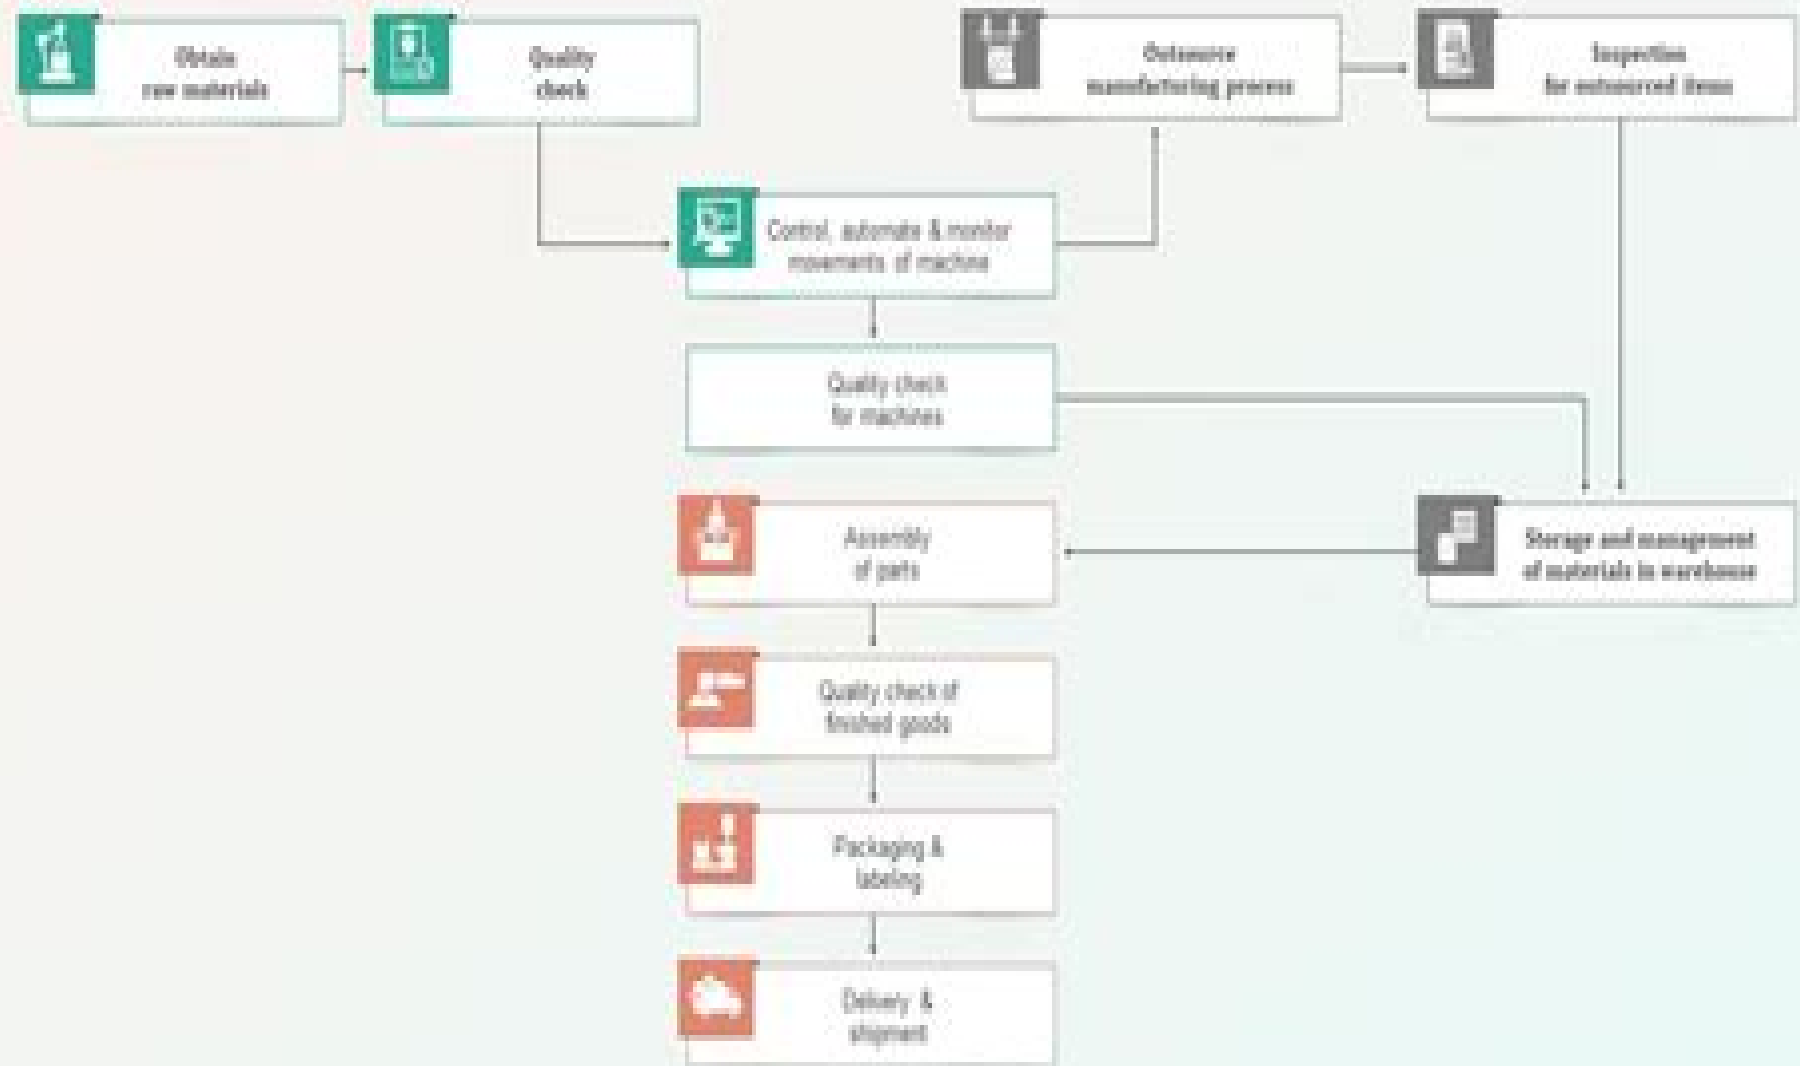 Obtain
raw materials
Quality
check
Outsource
manufacturing process
Inspection
for outsourced items
Control, automate & monitor
movements of machine
Quality check
for machines
Assembly
of parts
Storage and management
of materials in warehouse
Quality check of
finished goods
Packaging &
labeling
Delivery &
shipment